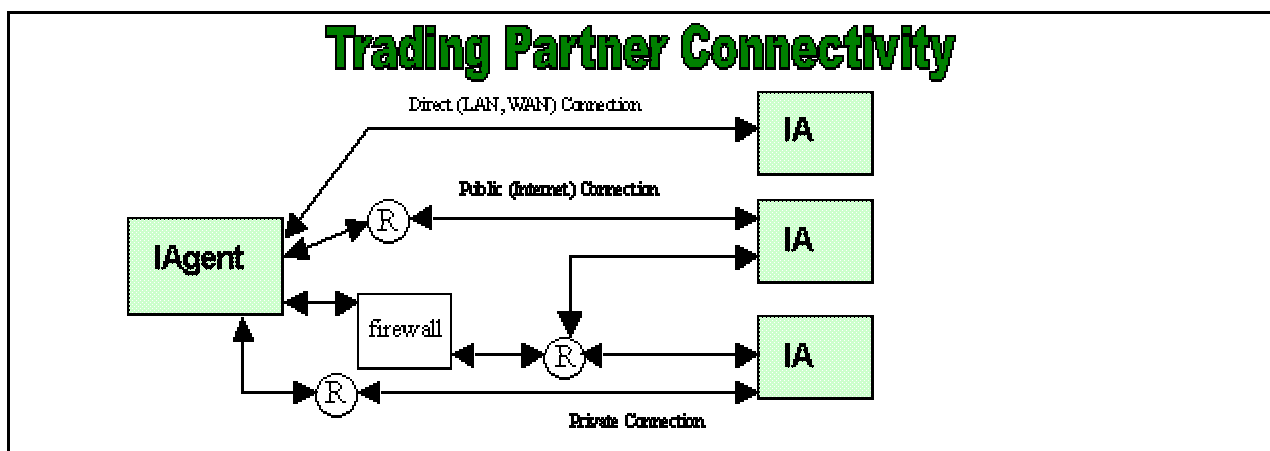 Trading Partner Connectivity
Direct (LAN, WAN) Connection
IA
Public (Internet) Connection
R
IA
IAgent
firewall
R
IA
R
Private Connection